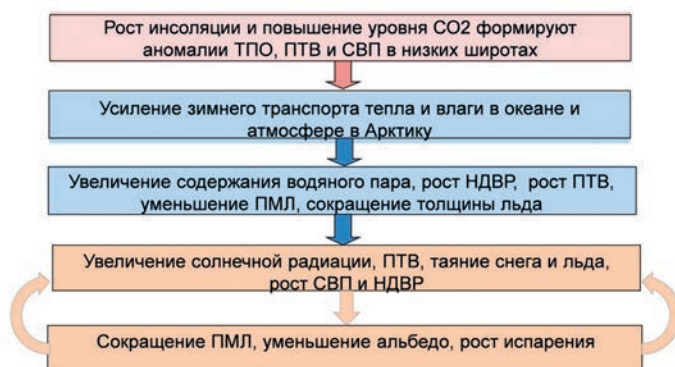 Рост инсоляции и повышение уровня СО2 формируют
аномалии ТПО, ПТВ и СВП в низких широтах
Усиление зимнего транспорта тепла и влаги в океане и
атмосфере в Арктику
Увеличение содержания водяного пара, рост НДВР, рост ПТВ,
уменьшение ПМЛ, сокращение толщины льда
Увеличение солнечной радиации, ПТВ, таяние снега и льда,
рост СВП и НДВР
Сокращение ПМЛ, уменьшение альбедо, рост испарения